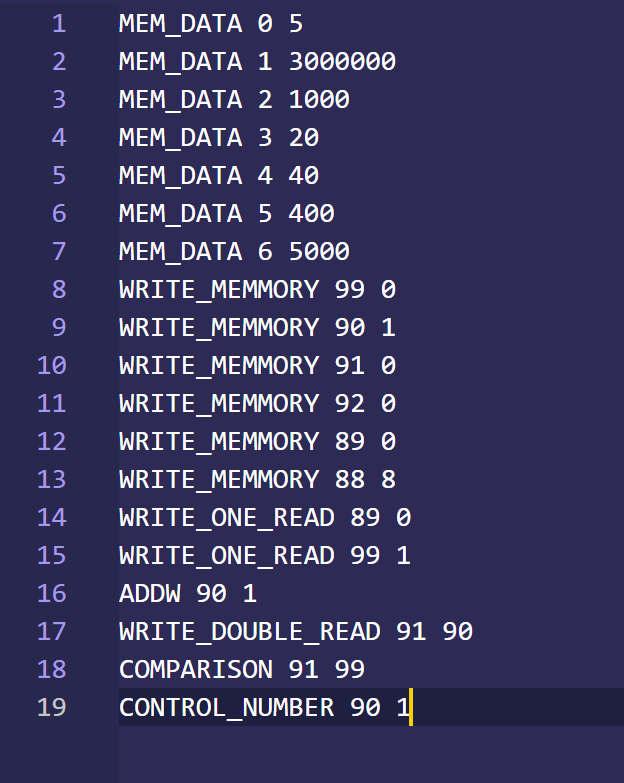 1 MEM_DATA 0 5
2 MEM_DATA 1 3000000
3 MEM_DATA 2 1000
4 MEM_DATA 3 20
5 MEM_DATA 4 40
6 MEM_DATA 5 400
7 MEM_DATA 6 5000
8 WRITE_MEMMORY 99 0
9 WRITE_MEMMORY 90 1
10 WRITE_MEMMORY 91 0
11 WRITE_MEMMORY 92 0
12 WRITE_MEMMORY 89 0
13 WRITE_MEMMORY 88 8
14 WRITE_ONE_READ 89 0
15 WRITE_ONE_READ 99 1
16 ADDW 90 1
17 WRITE_DOUBLE_READ 91 90
18 COMPARISON 91 99
19 CONTROL_NUMBER 90 1